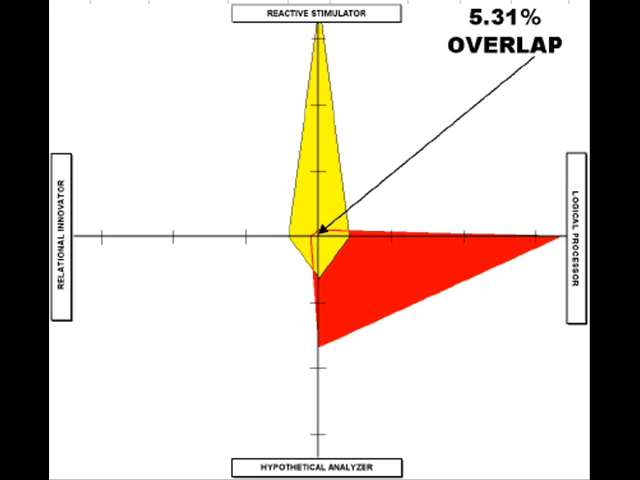 REACTIVE STIMULATOR
5.31%
OVERLAP
RELATIONAL INNOVATOR
LOGICAL PROCESSOR
HYPOTHETICAL ANALYZER